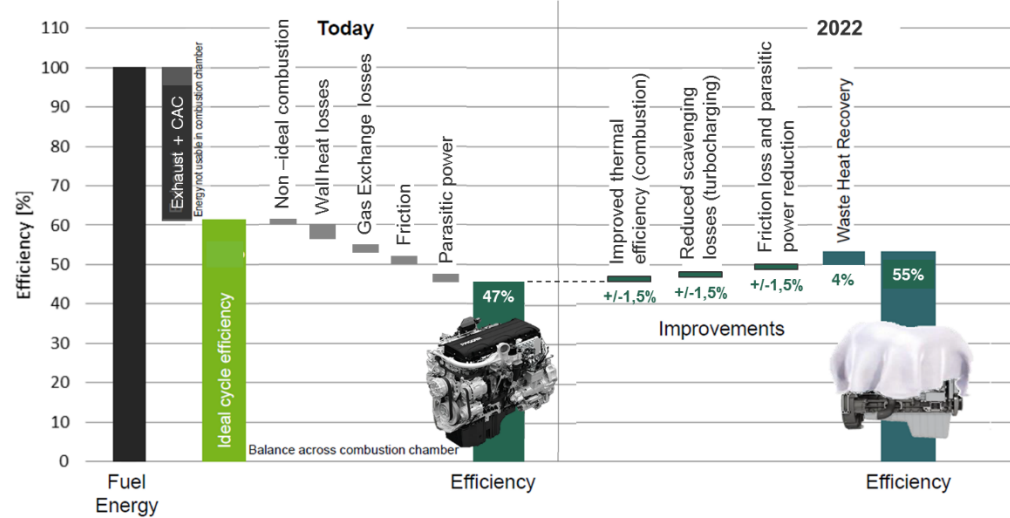 Today
2022
Efficiency [%]
110
100
90
80
70
60
50
40
30
20
10
0
Exhaust + CAC
Energy not usable in combustion chamber
Ideal cycle efficiency
Non –ideal combustion
Wall heat losses
Gas Exchange losses
Friction
Parasitic power
47%
Improved thermal
efficiency (combustion)
Reduced scavenging
losses (turbocharging)
Friction loss and parasitic
power reduction
Waste Heat Recovery
+/-1,5%
+/-1,5%
+/-1,5%
4%
55%
Improvements
Balance across combustion chamber
Fuel
Energy
Efficiency
Efficiency